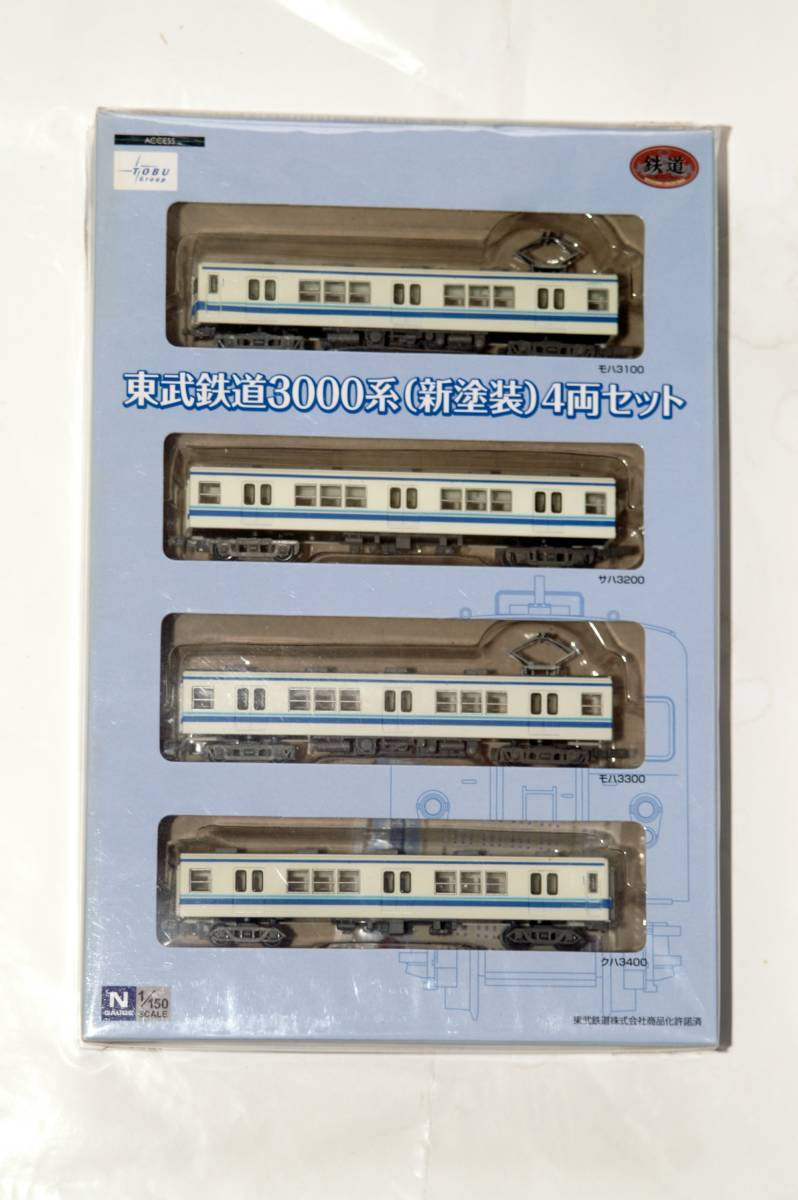 ACCESS
TOBU
Group
鉄道
モハ3100
東武鉄道3000系(新塗装)4両セット
サハ3200
モハ3300
クハ3400
N
GAUGE
1/150
SCALE
東武鉄道株式会社商品化許諾済